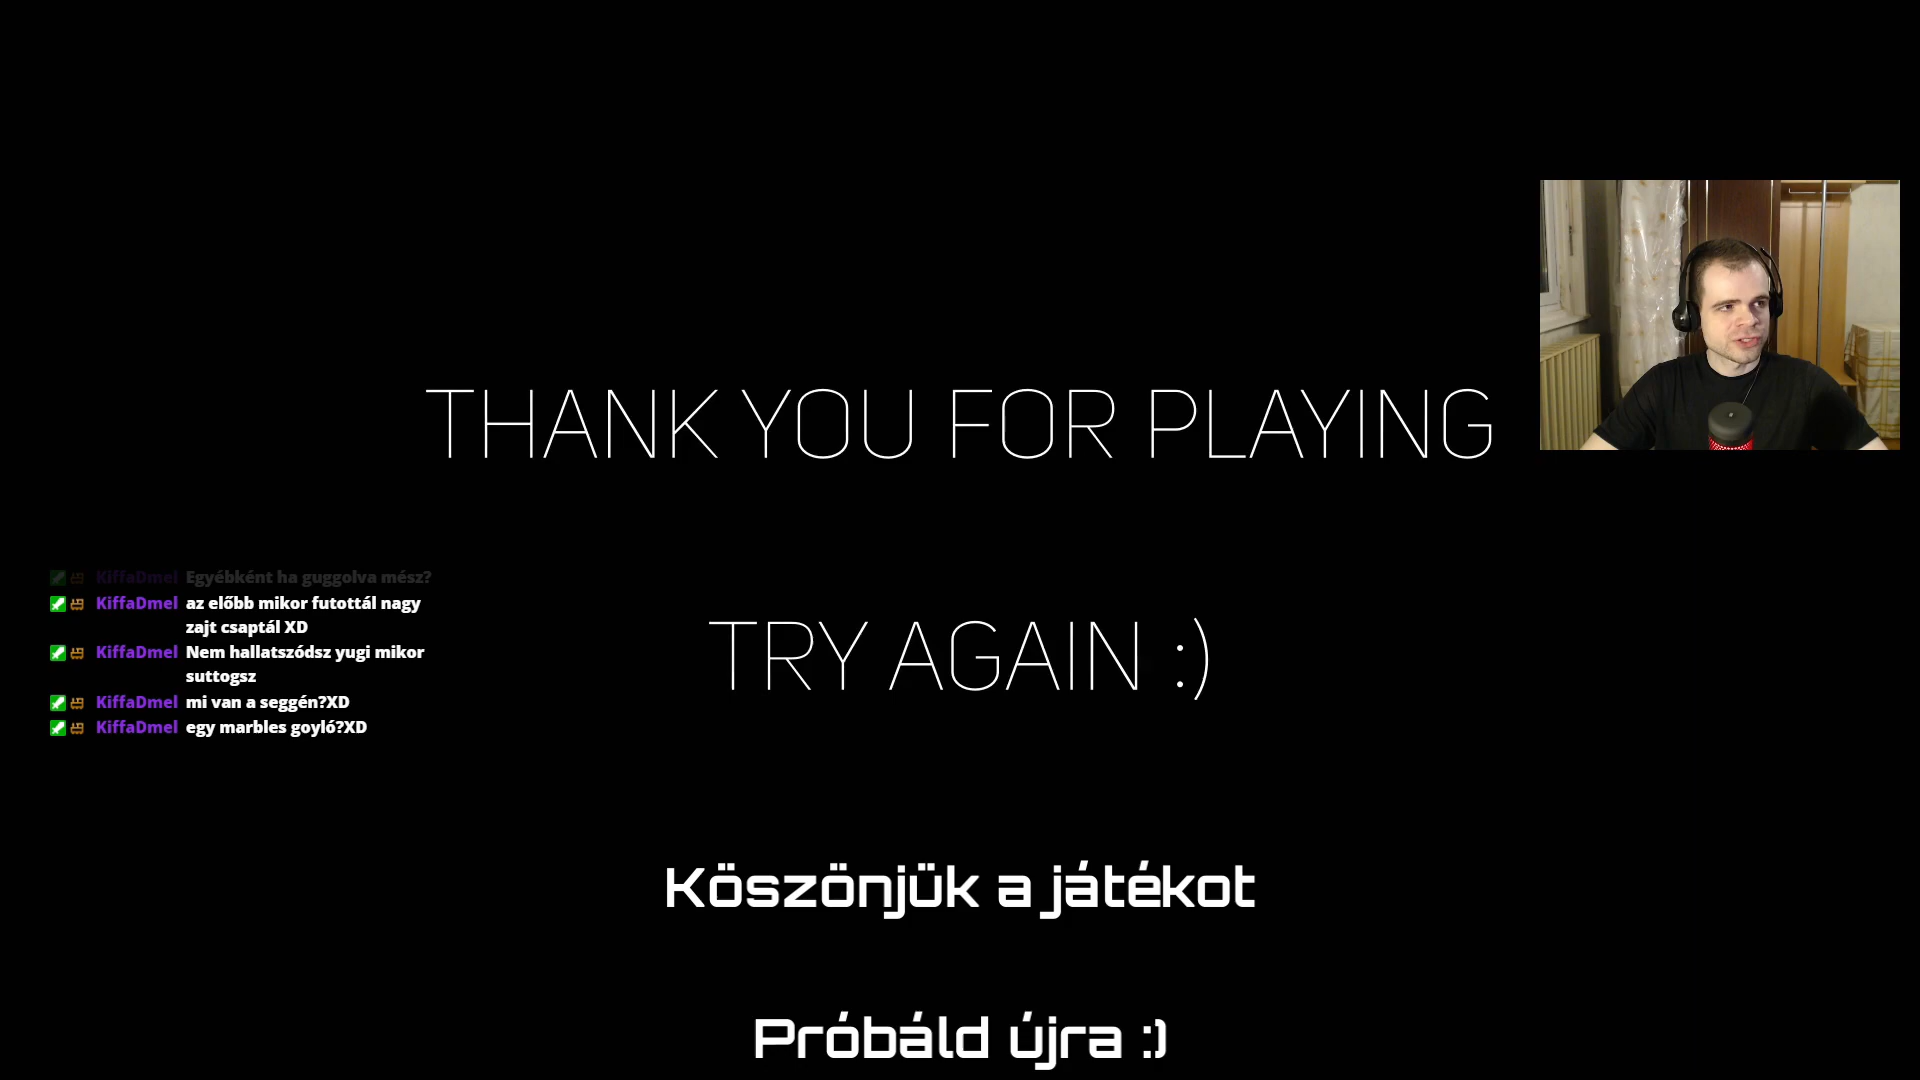 THANK YOU FOR PLAYING
KiffaDmel Egyébként ha guggolva mész?
KiffaDmel az előbb mikor futottál nagy
zajt csaptál XD
KiffaDmel Nem hallatszódsz yugi mikor
suttogsz
KiffaDmel mi van a seggén?XD
KiffaDmel egy marbles goyló?XD
TRY AGAIN :)
Köszönjük a játékot
Próbáld újra :)